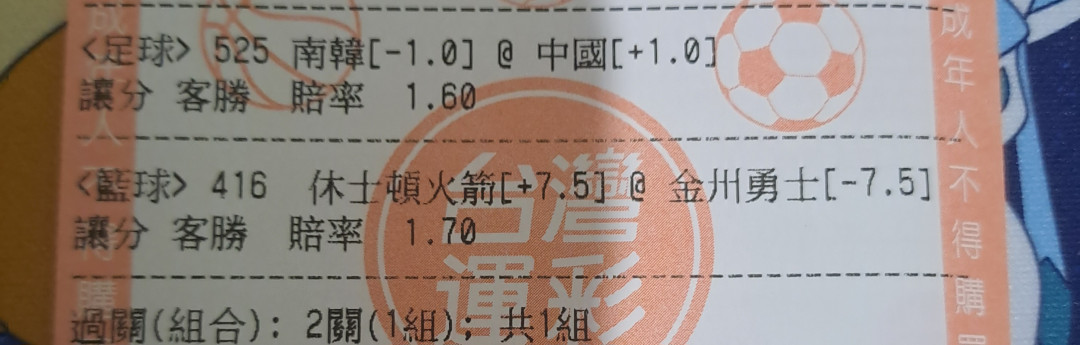 <足球> 525 南韓[-1.0] @ 中國[+1.0]
讓分 客勝 賠率 1.60
<籃球> 416 休士頓火箭[+7.5] @ 金州勇士[-7.5]
讓分 客勝 賠率 1.70
過關(組合): 2關(1組); 共1組
台灣
運彩
成年人不得購